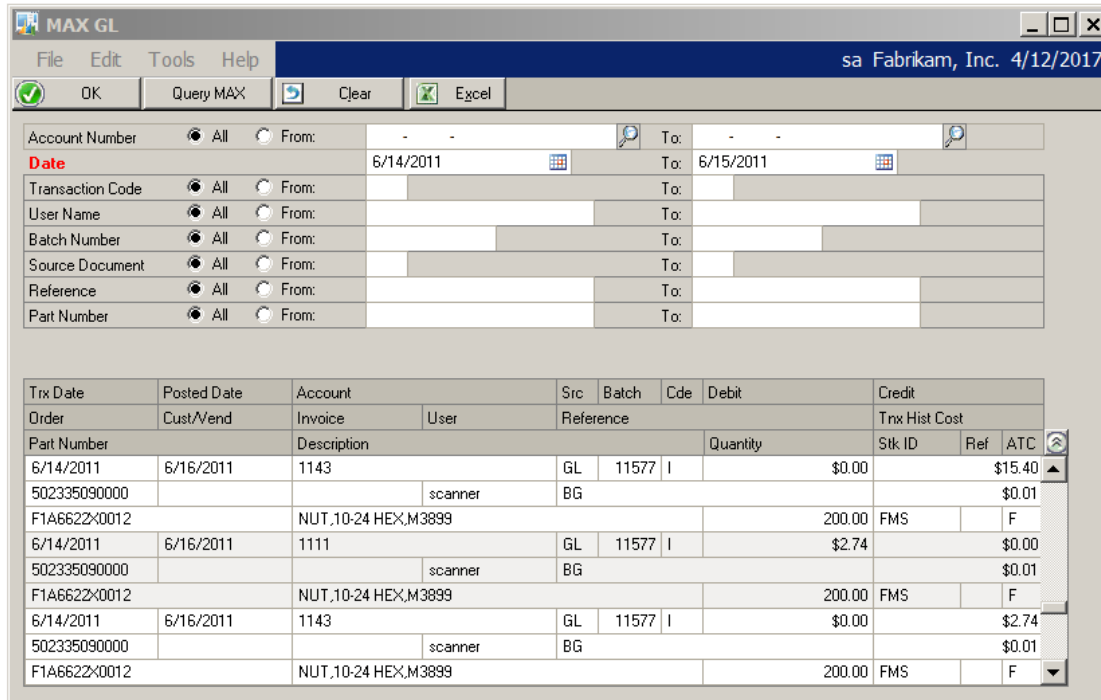 MAX GL
File Edit Tools Help sa Fabrikam, Inc. 4/12/2017
OK Query MAX Clear Excel
Account Number All From: - - To: - -
Date 6/14/2011 To: 6/15/2011
Transaction Code All From: To:
User Name All From: To:
Batch Number All From: To:
Source Document All From: To:
Reference All From: To:
Part Number All From: To:
Trx Date Posted Date Account Src Batch Cde Debit Credit
Order Cust/Vend Invoice User Reference Tnx Hist Cost
Part Number Description Quantity Stk ID Ref ATC
6/14/2011 6/16/2011 1143 GL 11577 I $0.00 $15.40
502335090000 scanner BG $0.01
F1A6622X0012 NUT,10-24 HEX,M3899 200.00 FMS F
6/14/2011 6/16/2011 1111 GL 11577 I $2.74 $0.00
502335090000 scanner BG $0.01
F1A6622X0012 NUT,10-24 HEX,M3899 200.00 FMS F
6/14/2011 6/16/2011 1143 GL 11577 I $0.00 $2.74
502335090000 scanner BG $0.01
F1A6622X0012 NUT,10-24 HEX,M3899 200.00 FMS F